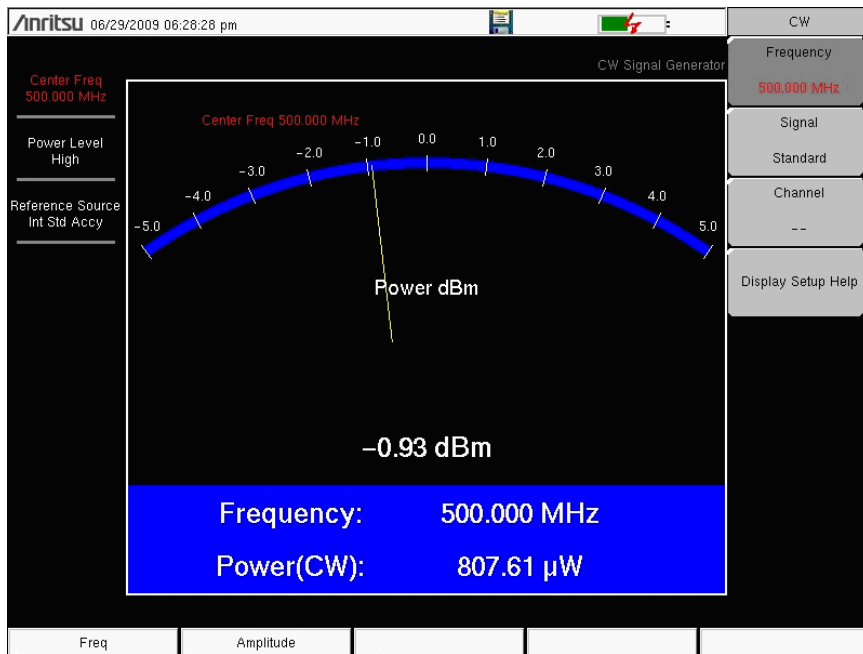 Anritsu 06/29/2009 06:28:28 pm
CW
CW Signal Generator
Center Freq
500.000 MHz
Power Level
High
Reference Source
Int Std Accy
Center Freq 500.000 MHz
-5.0 -4.0 -3.0 -2.0 -1.0 0.0 1.0 2.0 3.0 4.0 5.0
Power dBm
-0.93 dBm
Frequency: 500.000 MHz
Power(CW): 807.61 µW
Frequency
500.000 MHz
Signal
Standard
Channel
--
Display Setup Help
Freq Amplitude